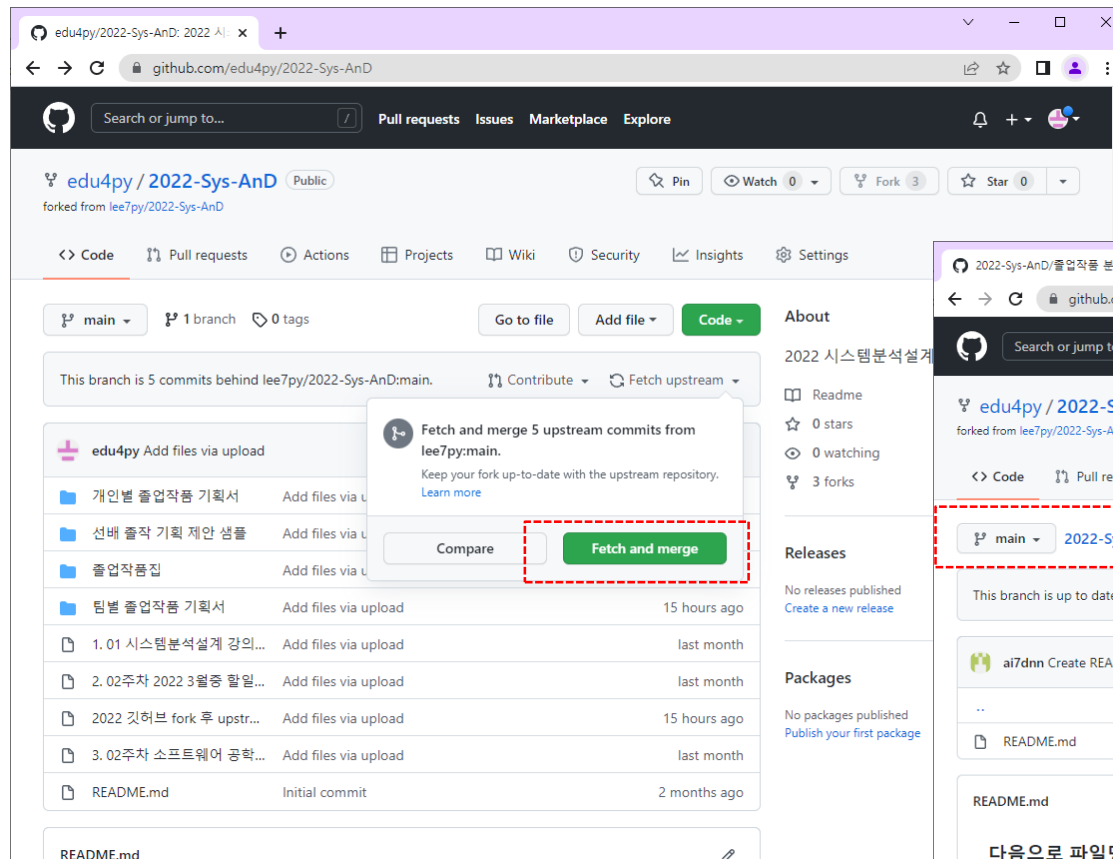 edu4py/2022-Sys-AnD: 2022 시
github.com/edu4py/2022-Sys-AnD
Search or jump to... /
Pull requests Issues Marketplace Explore
edu4py / 2022-Sys-AnD Public
Pin Watch 0 Fork 3 Star 0
forked from lee7py/2022-Sys-AnD
Code Pull requests Actions Projects Wiki Security Insights Settings
main 1 branch 0 tags Go to file Add file Code
This branch is 5 commits behind lee7py/2022-Sys-AnD:main. Contribute Fetch upstream
Fetch and merge 5 upstream commits from
lee7py:main.
Keep your fork up-to-date with the upstream repository.
Learn more
Compare Fetch and merge
edu4py Add files via upload
개인별 졸업작품 기획서 Add files via u
선배 졸작 기획 제안 샘플 Add files via u
졸업작품집 Add files via u
팀별 졸업작품 기획서 Add files via upload 15 hours ago
1. 01 시스템분석설계 강의... Add files via upload last month
2. 02주차 2022 3월중 할일... Add files via upload last month
2022 깃허브 fork 후 upstr... Add files via upload 15 hours ago
3. 02주차 소프트웨어 공학... Add files via upload last month
README.md Initial commit 2 months ago
README.md
About
2022 시스템분석설계
Readme
0 stars
0 watching
3 forks
Releases
No releases published
Create a new release
Packages
No packages published
Publish your first package
2022-Sys-AnD/졸업작품 분
github.c
Search or jump to
edu4py / 2022-S
forked from lee7py/2022-Sys-A
Code Pull re
main 2022-Sy
This branch is up to date
ai7dnn Create REA
..
README.md
README.md
다음으로 파일명